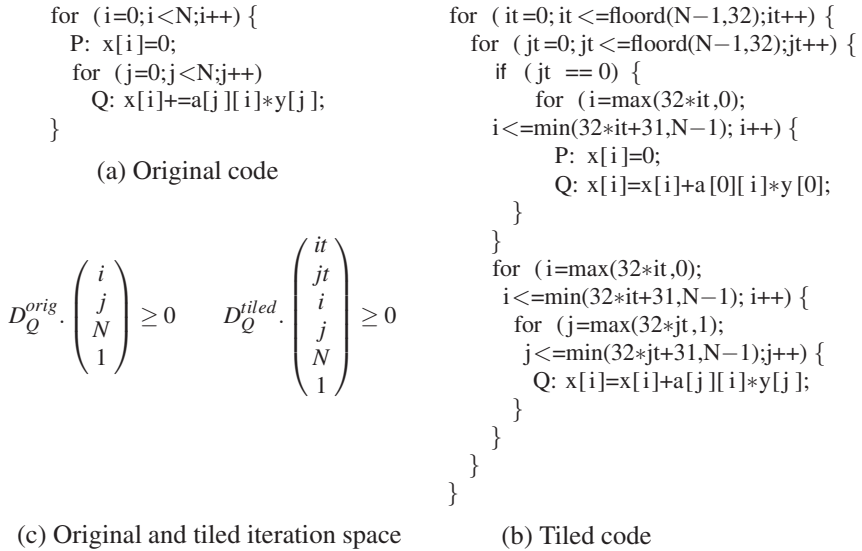 for (i=0;i<N;i++) {
P: x[i]=0;
for (j=0;j<N;j++)
Q: x[i]+=a[j][i]*y[j];
}
(a) Original code
D_Q^{orig}. ( i j N 1 ) ≥ 0
D_Q^{tiled}. ( it jt i j N 1 ) ≥ 0
(c) Original and tiled iteration space
for (it=0; it<=floord(N−1,32);it++) {
for (jt=0; jt<=floord(N−1,32);jt++) {
if (jt == 0) {
for (i=max(32*it,0);
i<=min(32*it+31,N−1); i++) {
P: x[i]=0;
Q: x[i]=x[i]+a[0][i]*y[0];
}
}
for (i=max(32*it,0);
i<=min(32*it+31,N−1); i++) {
for (j=max(32*jt,1);
j<=min(32*jt+31,N−1);j++) {
Q: x[i]=x[i]+a[j][i]*y[j];
}
}
}
}
(b) Tiled code